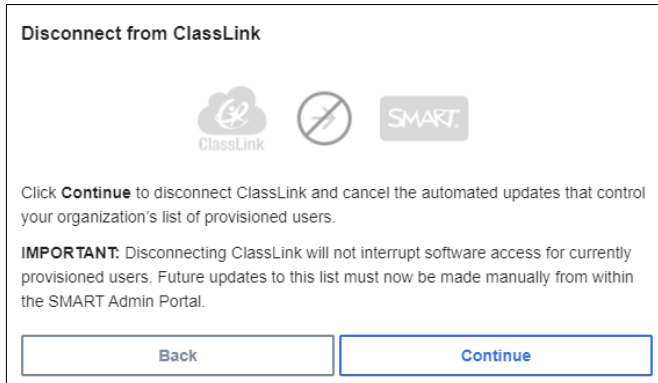 Disconnect from ClassLink
ClassLink
SMART.
Click Continue to disconnect ClassLink and cancel the automated updates that control
your organization's list of provisioned users.
IMPORTANT: Disconnecting ClassLink will not interrupt software access for currently
provisioned users. Future updates to this list must now be made manually from within
the SMART Admin Portal.
Back
Continue